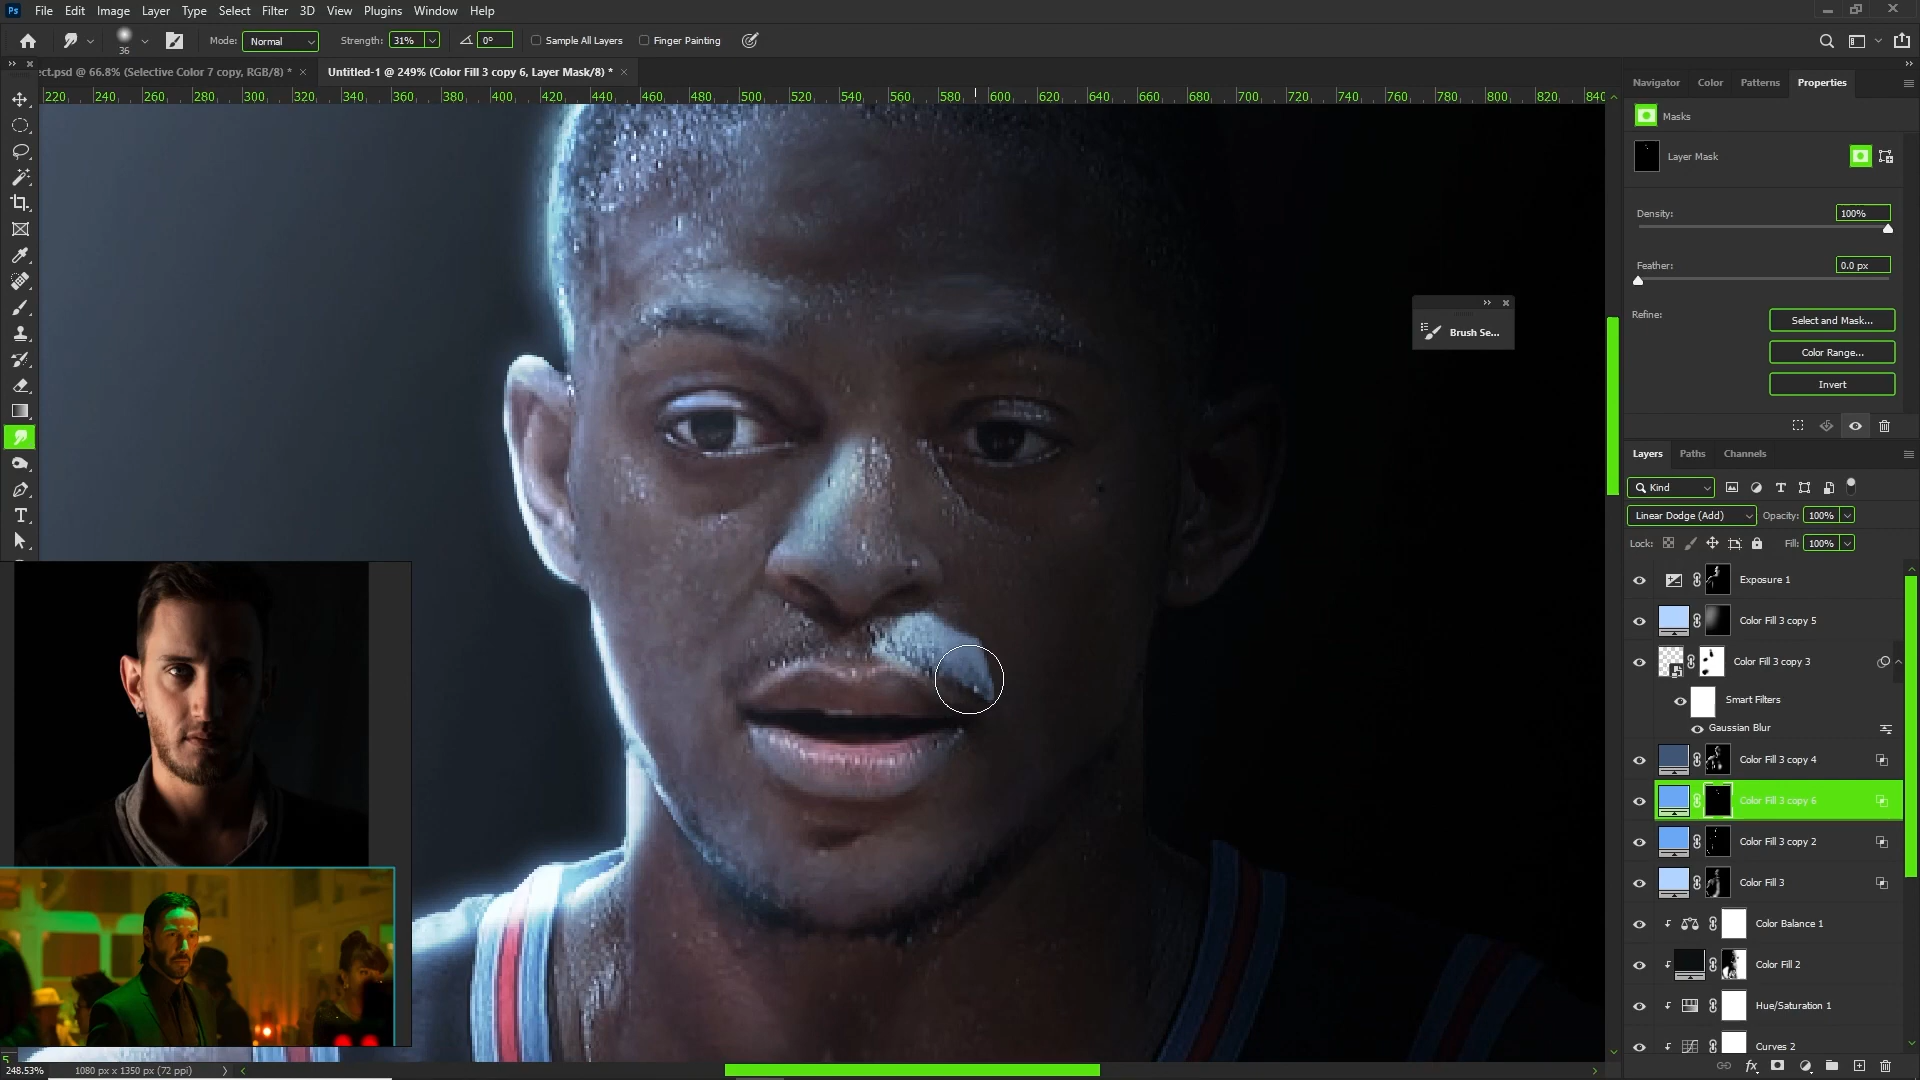 Ps File Edit Image Layer Type Select Filter 3D View Plugins Window Help
36 Mode: Normal Strength: 31% 0° Sample All Layers Finger Painting
ect.psd @ 66.8% (Selective Color 7 copy, RGB/8) * Untitled-1 @ 249% (Color Fill 3 copy 6, Layer Mask/8) *
220 240 260 280 300 320 340 360 380 400 420 440 460 480 500 520 540 560 580 600 620 640 660 680 700 720 740 760 780 800 820 840
Navigator Color Patterns Properties
Masks
Layer Mask
Density: 100%
Feather: 0.0 px
Refine: Select and Mask...
Color Range...
Invert
Brush Se...
Layers Paths Channels
Kind
Linear Dodge (Add) Opacity: 100%
Lock: Fill: 100%
Exposure 1
Color Fill 3 copy 5
Color Fill 3 copy 3
Smart Filters
Gaussian Blur
Color Fill 3 copy 4
Color Fill 3 copy 6
Color Fill 3 copy 2
Color Fill 3
Color Balance 1
Color Fill 2
Hue/Saturation 1
Curves 2
5
248.53% 1080 px x 1350 px (72 ppi)